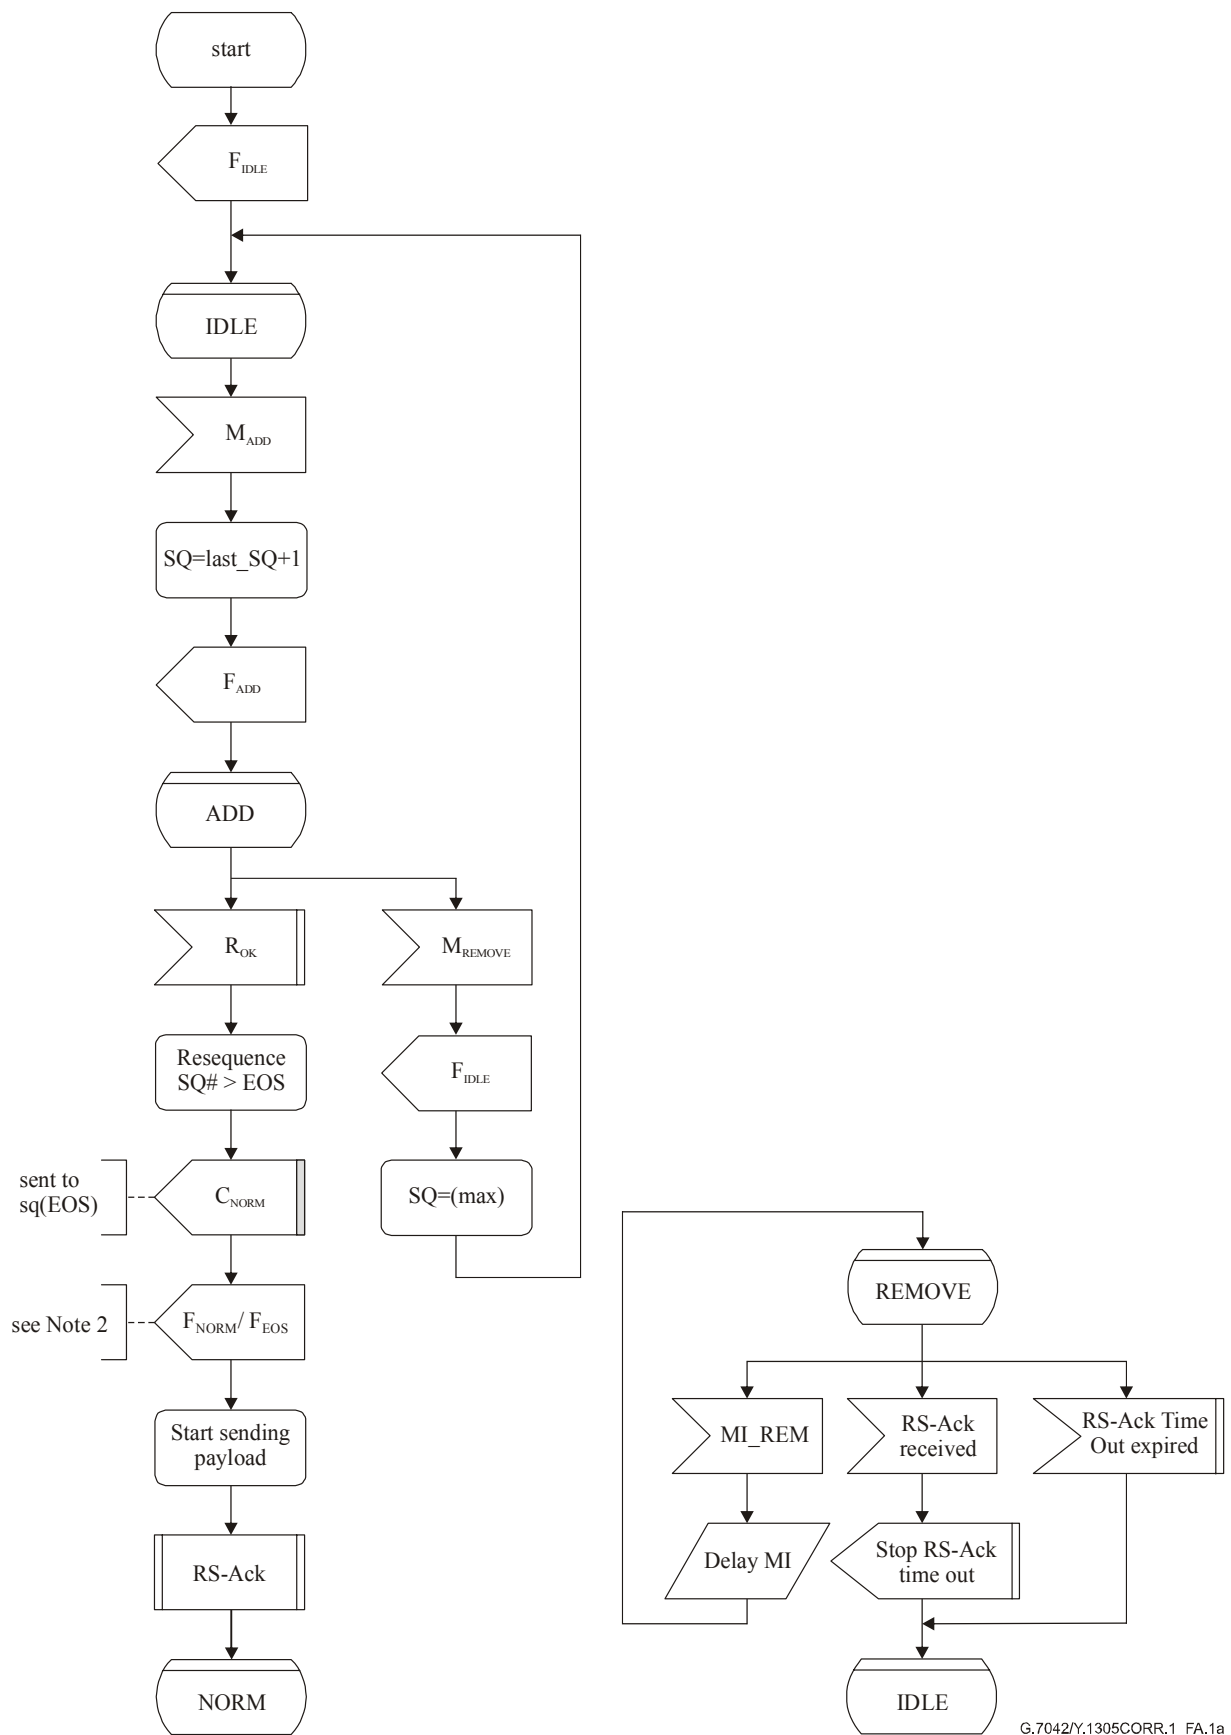 start
F_IDLE
IDLE
M_ADD
SQ=last_SQ+1
F_ADD
ADD
R_OK
M_REMOVE
Resequence
SQ# > EOS
F_IDLE
sent to
sq(EOS)
C_NORM
SQ=(max)
see Note 2
F_NORM/ F_EOS
Start sending
payload
RS-Ack
NORM
REMOVE
MI_REM
RS-Ack
received
RS-Ack Time
Out expired
Delay MI
Stop RS-Ack
time out
IDLE
G.7042/Y.1305CORR.1_FA.1a